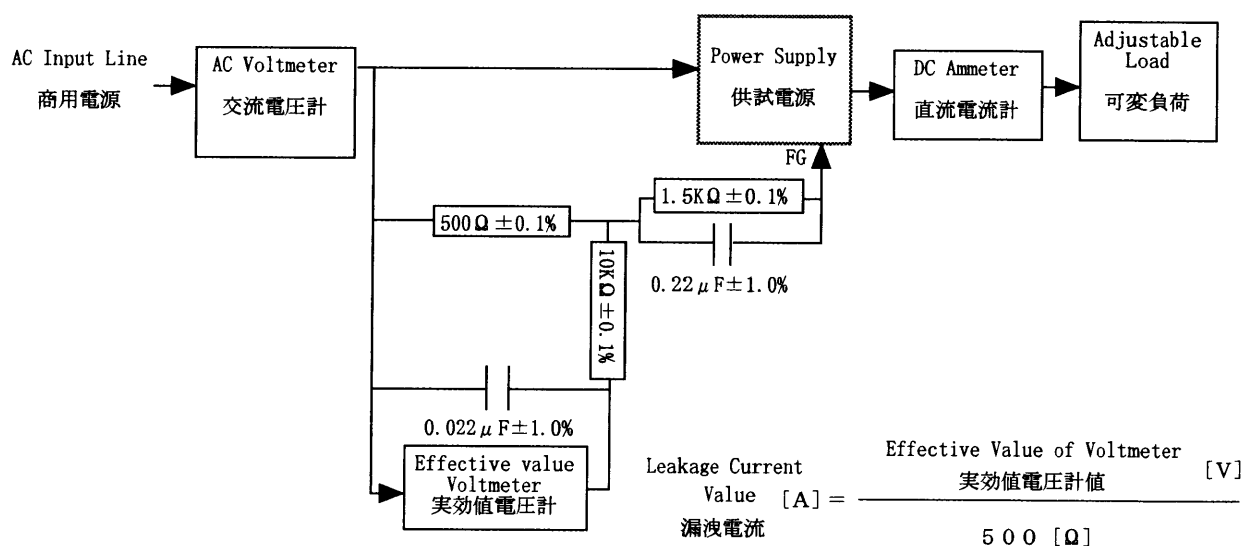 AC Input Line
商用電源
AC Voltmeter
交流電圧計
Power Supply
供試電源
DC Ammeter
直流電流計
Adjustable
Load
可変負荷
FG
1.5KΩ±0.1%
500Ω±0.1%
10KΩ±0.1%
0.22μF±1.0%
0.022μF±1.0%
Effective value
Voltmeter
実効値電圧計
Leakage Current
Value [A]=
漏洩電流
Effective Value of Voltmeter
実効値電圧計値 [V]
500 [Ω]